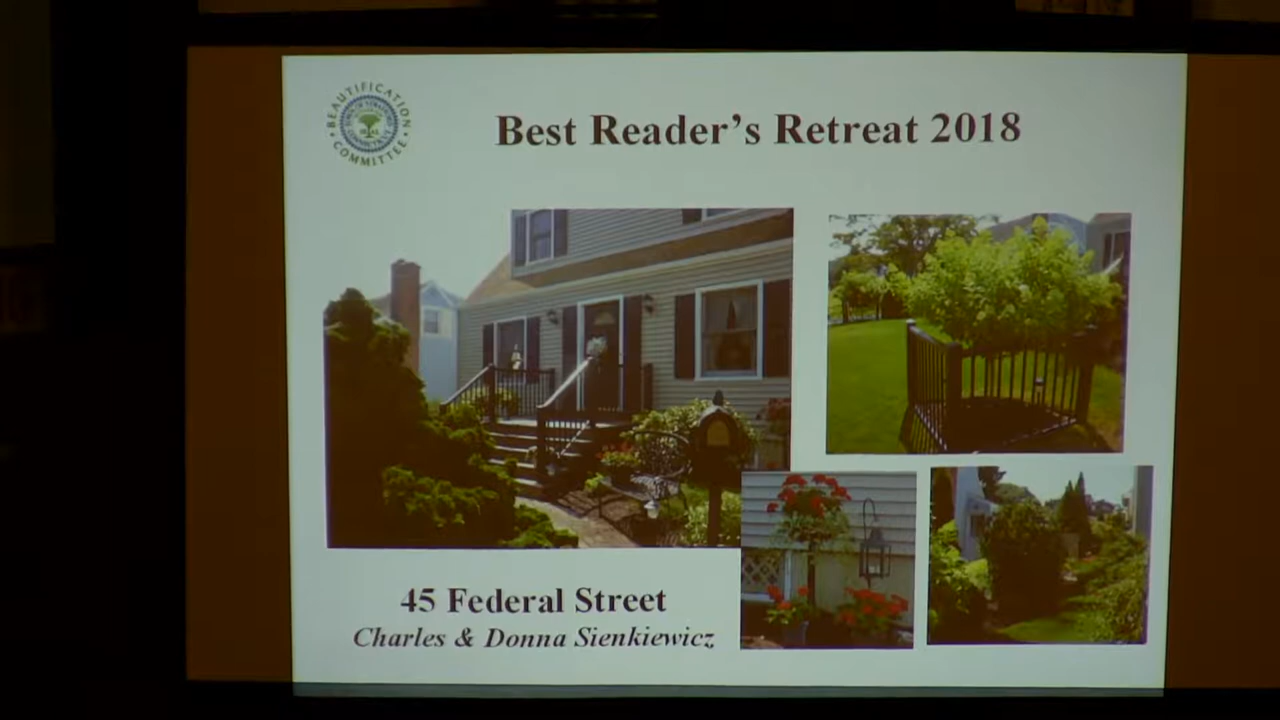 BEAUTIFICATION
COMMITTEE
Best Reader's Retreat 2018
45 Federal Street
Charles & Donna Sienkiewicz